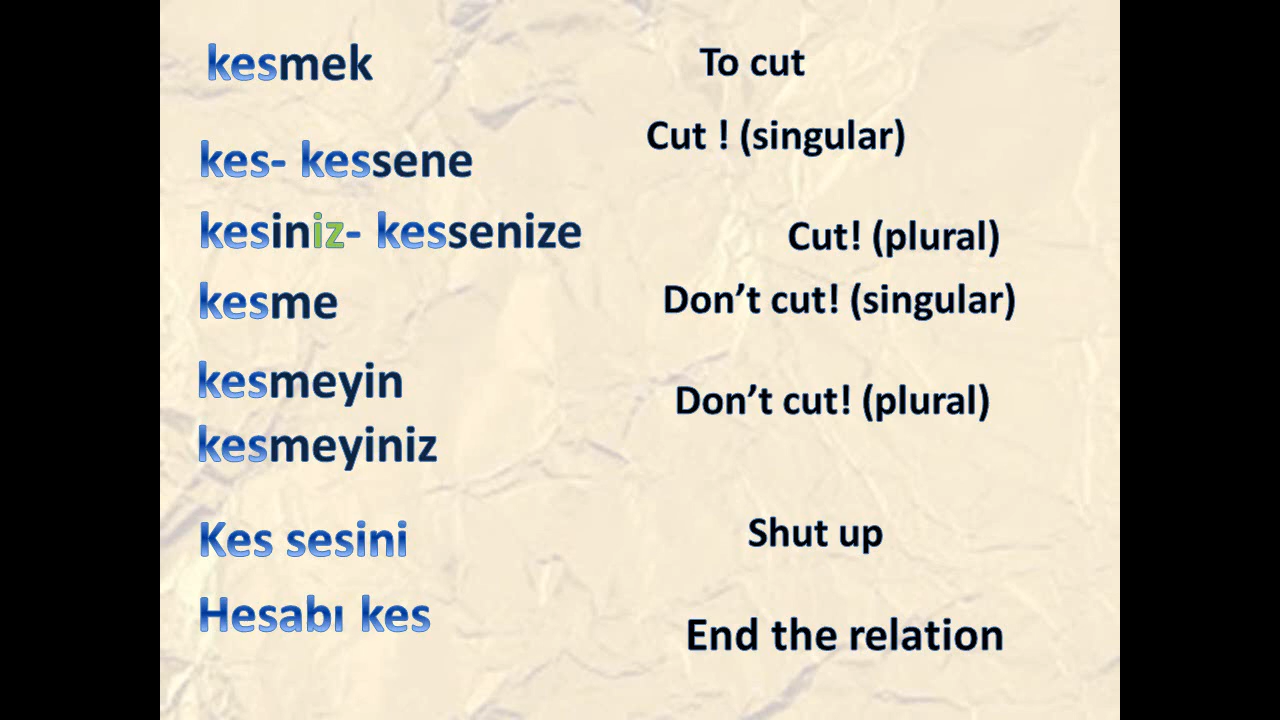 kesmek To cut
Cut ! (singular)
kes- kessene
kesiniz- kessenize Cut! (plural)
kesme Don’t cut! (singular)
kesmeyin Don’t cut! (plural)
kesmeyiniz
Kes sesini Shut up
Hesabı kes End the relation